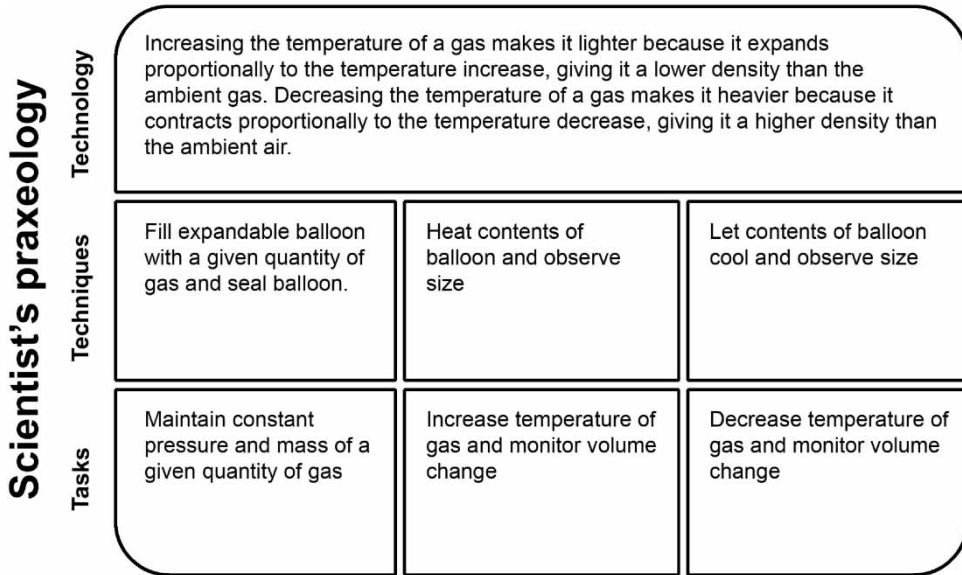 Scientist's praxeology
Technology
Increasing the temperature of a gas makes it lighter because it expands
proportionally to the temperature increase, giving it a lower density than the
ambient gas. Decreasing the temperature of a gas makes it heavier because it
contracts proportionally to the temperature decrease, giving it a higher density than
the ambient air.
Techniques
Fill expandable balloon
with a given quantity of
gas and seal balloon.
Heat contents of
balloon and observe
size
Let contents of balloon
cool and observe size
Tasks
Maintain constant
pressure and mass of a
given quantity of gas
Increase temperature of
gas and monitor volume
change
Decrease temperature of
gas and monitor volume
change